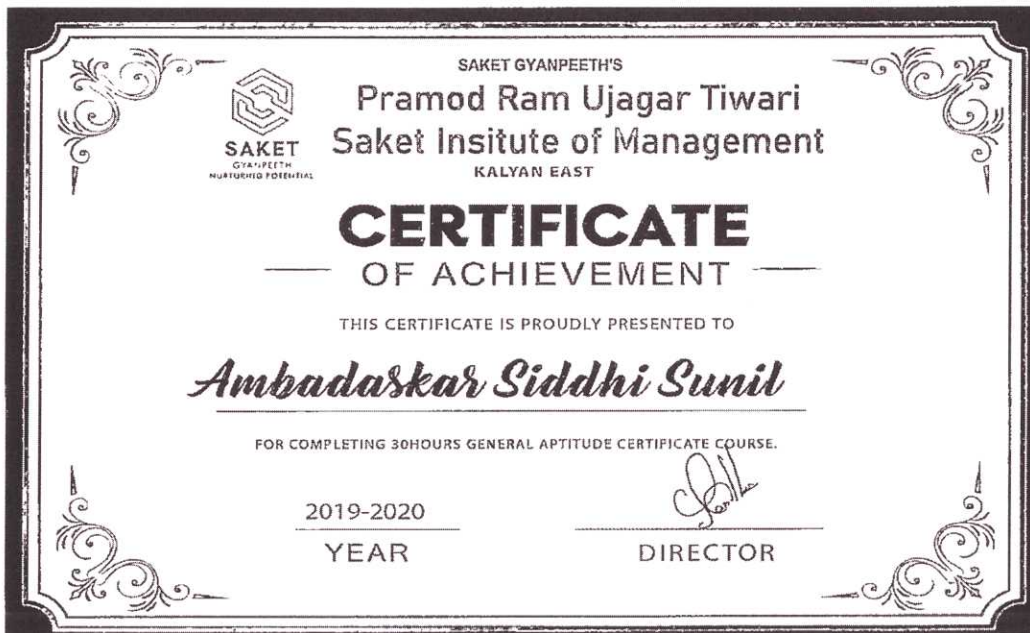 SAKET GYANPEETH'S
Pramod Ram Ujagar Tiwari
Saket Insitute of Management
KALYAN EAST
SAKET
GYANPEETH
NURTURING POTENTIAL
CERTIFICATE
OF ACHIEVEMENT
THIS CERTIFICATE IS PROUDLY PRESENTED TO
Ambadaskar Siddhi Sunil
FOR COMPLETING 30HOURS GENERAL APTITUDE CERTIFICATE COURSE.
2019-2020
YEAR
DIRECTOR